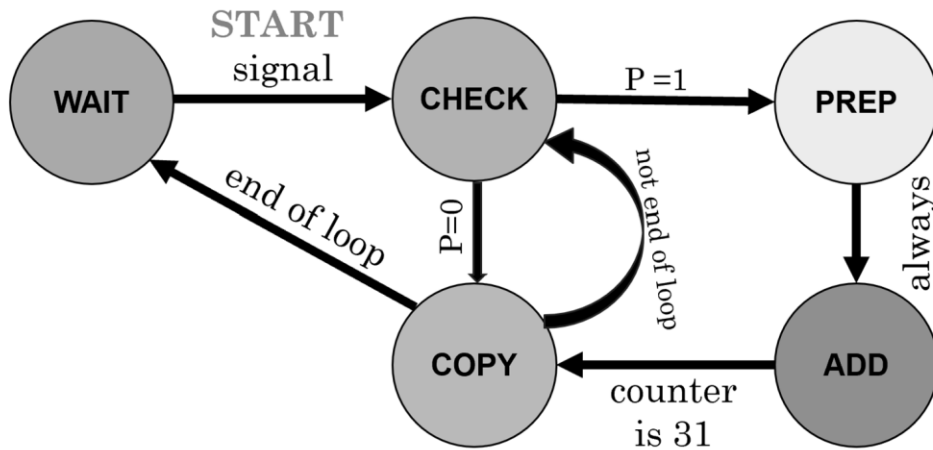 START
signal
WAIT
CHECK
P =1
PREP
end of loop
P=0
not end of loop
always
COPY
ADD
counter
is 31